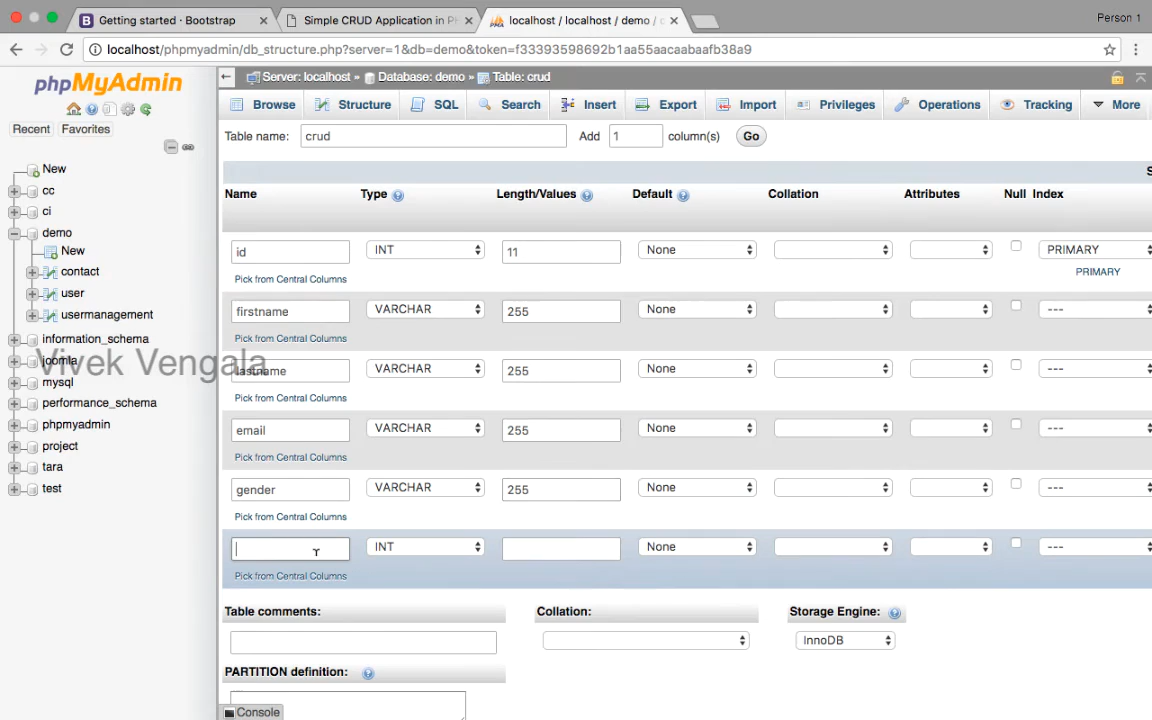 Getting started · Bootstrap
Simple CRUD Application in P
localhost / localhost / demo / c
Person 1
localhost/phpmyadmin/db_structure.php?server=1&db=demo&token=f33393598692b1aa55aacaabaafb38a9
phpMyAdmin
Recent Favorites
New
cc
ci
demo
New
contact
user
usermanagement
information_schema
joomla
mysql
performance_schema
phpmyadmin
project
tara
test
Vivek Vengala
Server: localhost » Database: demo » Table: crud
Browse Structure SQL Search Insert Export Import Privileges Operations Tracking More
Table name: crud Add 1 column(s) Go
S
Name Type Length/Values Default Collation Attributes Null Index
id INT 11 None PRIMARY
Pick from Central Columns PRIMARY
firstname VARCHAR 255 None ---
Pick from Central Columns
lastname VARCHAR 255 None ---
Pick from Central Columns
email VARCHAR 255 None ---
Pick from Central Columns
gender VARCHAR 255 None ---
Pick from Central Columns
INT None ---
Pick from Central Columns
Table comments: Collation: Storage Engine:
InnoDB
PARTITION definition:
Console